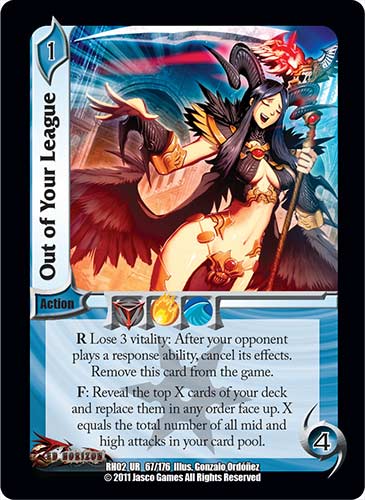 1
Out of Your League
Action
R Lose 3 vitality: After your opponent
plays a response ability, cancel its effects.
Remove this card from the game.
F: Reveal the top X cards of your deck
and replace them in any order face up. X
equals the total number of all mid and
high attacks in your card pool.
4
RED HORIZON
RH02_UR_67/176 Illus. Gonzalo Ordóñez
© 2011 Jasco Games All Rights Reserved